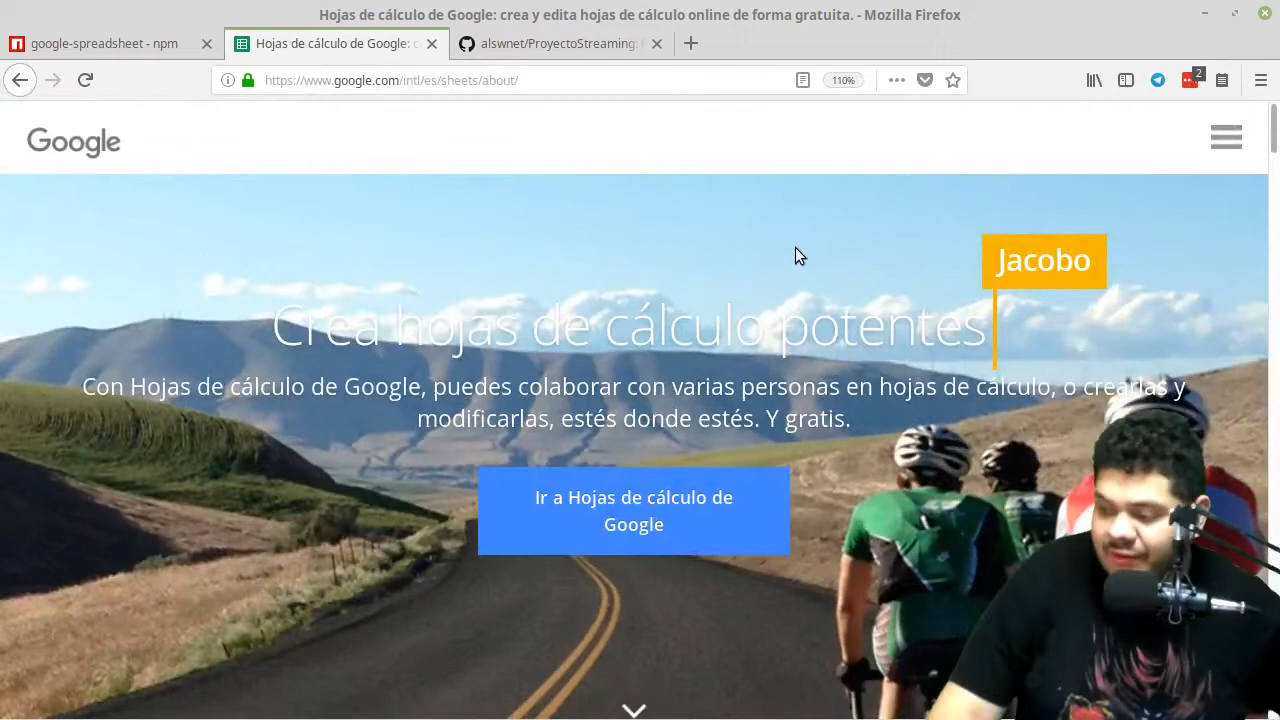 Hojas de cálculo de Google: crea y edita hojas de cálculo online de forma gratuita. - Mozilla Firefox
google-spreadsheet - npm
Hojas de cálculo de Google: c
alswnet/ProyectoStreaming:
https://www.google.com/intl/es/sheets/about/
110%
2
Google
Jacobo
Crea hojas de cálculo potentes
Con Hojas de cálculo de Google, puedes colaborar con varias personas en hojas de cálculo, o crearlas y
modificarlas, estés donde estés. Y gratis.
Ir a Hojas de cálculo de
Google